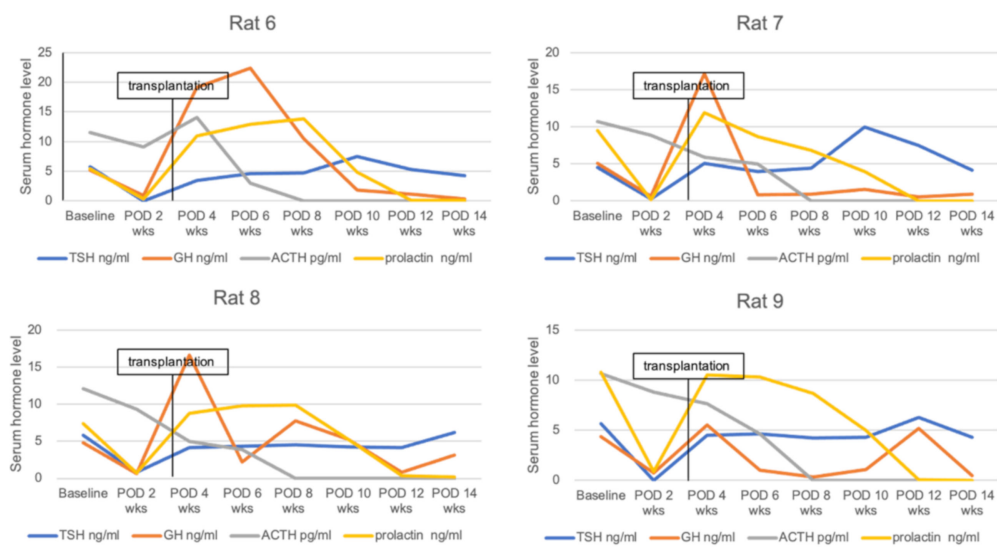 Rat 6
Serum hormone level
25
20
15
10
5
0
transplantation
Baseline POD 2 wks POD 4 wks POD 6 wks POD 8 wks POD 10 wks POD 12 wks POD 14 wks
TSH ng/ml GH ng/ml ACTH pg/ml prolactin ng/ml
Rat 7
Serum hormone level
20
15
10
5
0
transplantation
Baseline POD 2 wks POD 4 wks POD 6 wks POD 8 wks POD 10 wks POD 12 wks POD 14 wks
TSH ng/ml GH ng/ml ACTH pg/ml prolactin ng/ml
Rat 8
Serum hormone level
20
15
10
5
0
transplantation
Baseline POD 2 wks POD 4 wks POD 6 wks POD 8 wks POD 10 wks POD 12 wks POD 14 wks
TSH ng/ml GH ng/ml ACTH pg/ml prolactin ng/ml
Rat 9
Serum hormone level
15
10
5
0
transplantation
Baseline POD 2 wks POD 4 wks POD 6 wks POD 8 wks POD 10 wks POD 12 wks POD 14 wks
TSH ng/ml GH ng/ml ACTH pg/ml prolactin ng/ml